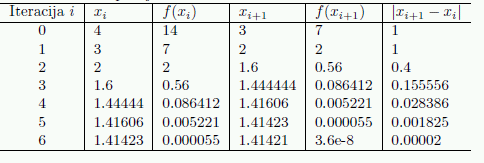 Iteracija i x_i f(x_i) x_{i+1} f(x_{i+1}) |x_{i+1} − x_i|
0 4 14 3 7 1
1 3 7 2 2 1
2 2 2 1.6 0.56 0.4
3 1.6 0.56 1.444444 0.086412 0.155556
4 1.44444 0.086412 1.41606 0.005221 0.028386
5 1.41606 0.005221 1.41423 0.000055 0.001825
6 1.41423 0.000055 1.41421 3.6e-8 0.00002